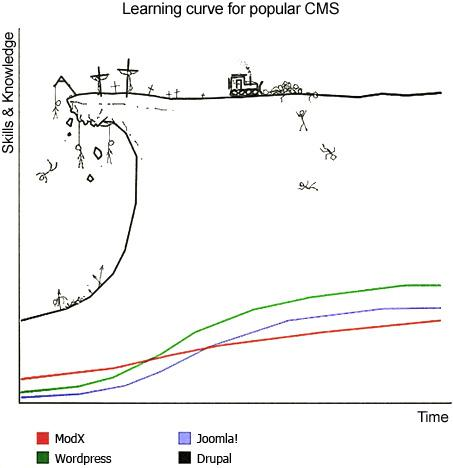 Learning curve for popular CMS
Skills & Knowledge
Time
ModX
Joomla!
Wordpress
Drupal